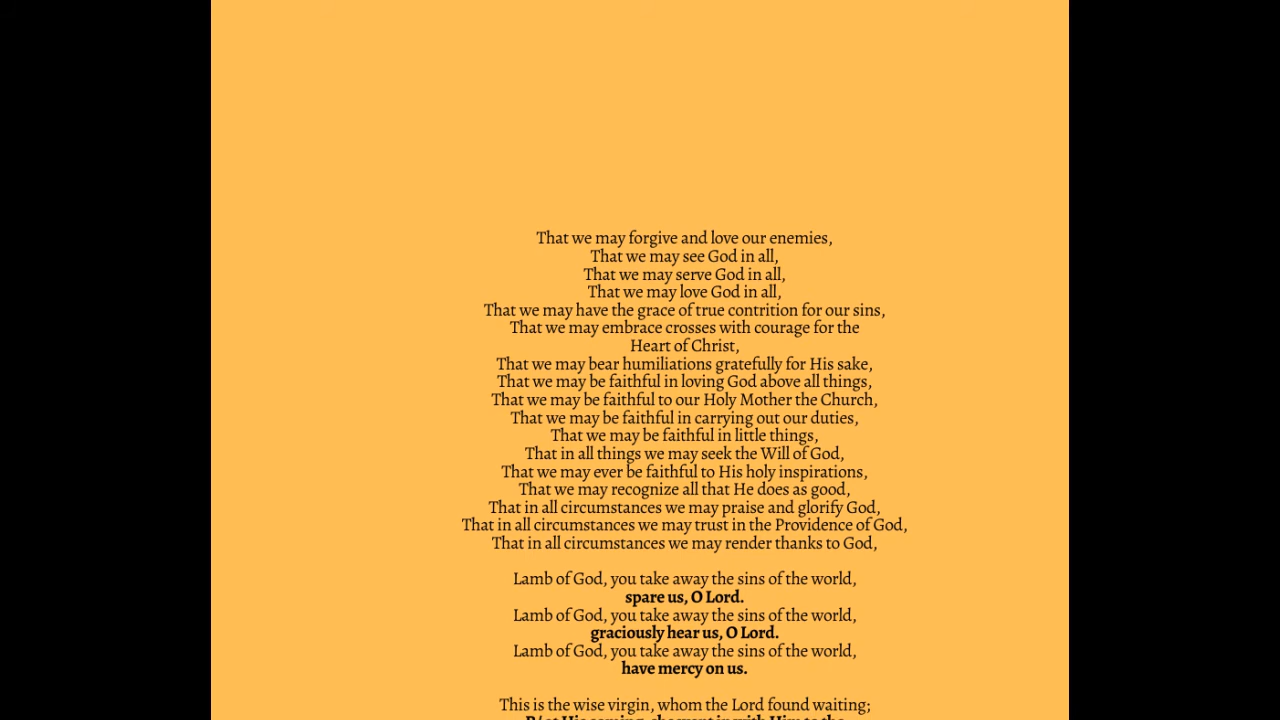 That we may forgive and love our enemies,
That we may see God in all,
That we may serve God in all,
That we may love God in all,
That we may have the grace of true contrition for our sins,
That we may embrace crosses with courage for the
Heart of Christ,
That we may bear humiliations gratefully for His sake,
That we may be faithful in loving God above all things,
That we may be faithful to our Holy Mother the Church,
That we may be faithful in carrying out our duties,
That we may be faithful in little things,
That in all things we may seek the Will of God,
That we may ever be faithful to His holy inspirations,
That we may recognize all that He does as good,
That in all circumstances we may praise and glorify God,
That in all circumstances we may trust in the Providence of God,
That in all circumstances we may render thanks to God,
Lamb of God, you take away the sins of the world,
spare us, O Lord.
Lamb of God, you take away the sins of the world,
graciously hear us, O Lord.
Lamb of God, you take away the sins of the world,
have mercy on us.
This is the wise virgin, whom the Lord found waiting;
R/ at His coming, she went in with Him to the